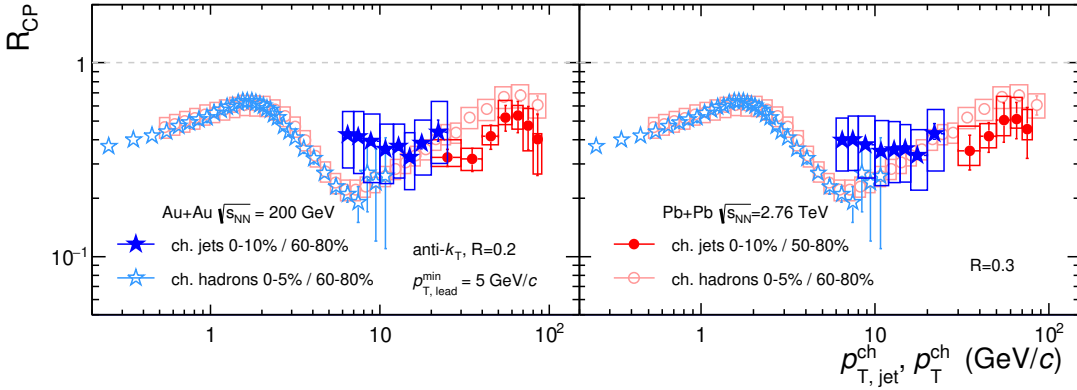 R_CP
1
10^−1
Au+Au √s_NN = 200 GeV
ch. jets 0-10% / 60-80%
ch. hadrons 0-5% / 60-80%
anti-k_T, R=0.2
p_T, lead^min = 5 GeV/c
Pb+Pb √s_NN=2.76 TeV
ch. jets 0-10% / 50-80%
ch. hadrons 0-5% / 60-80%
R=0.3
1 10 10^2
1 10 10^2
p_T, jet^ch, p_T^ch (GeV/c)